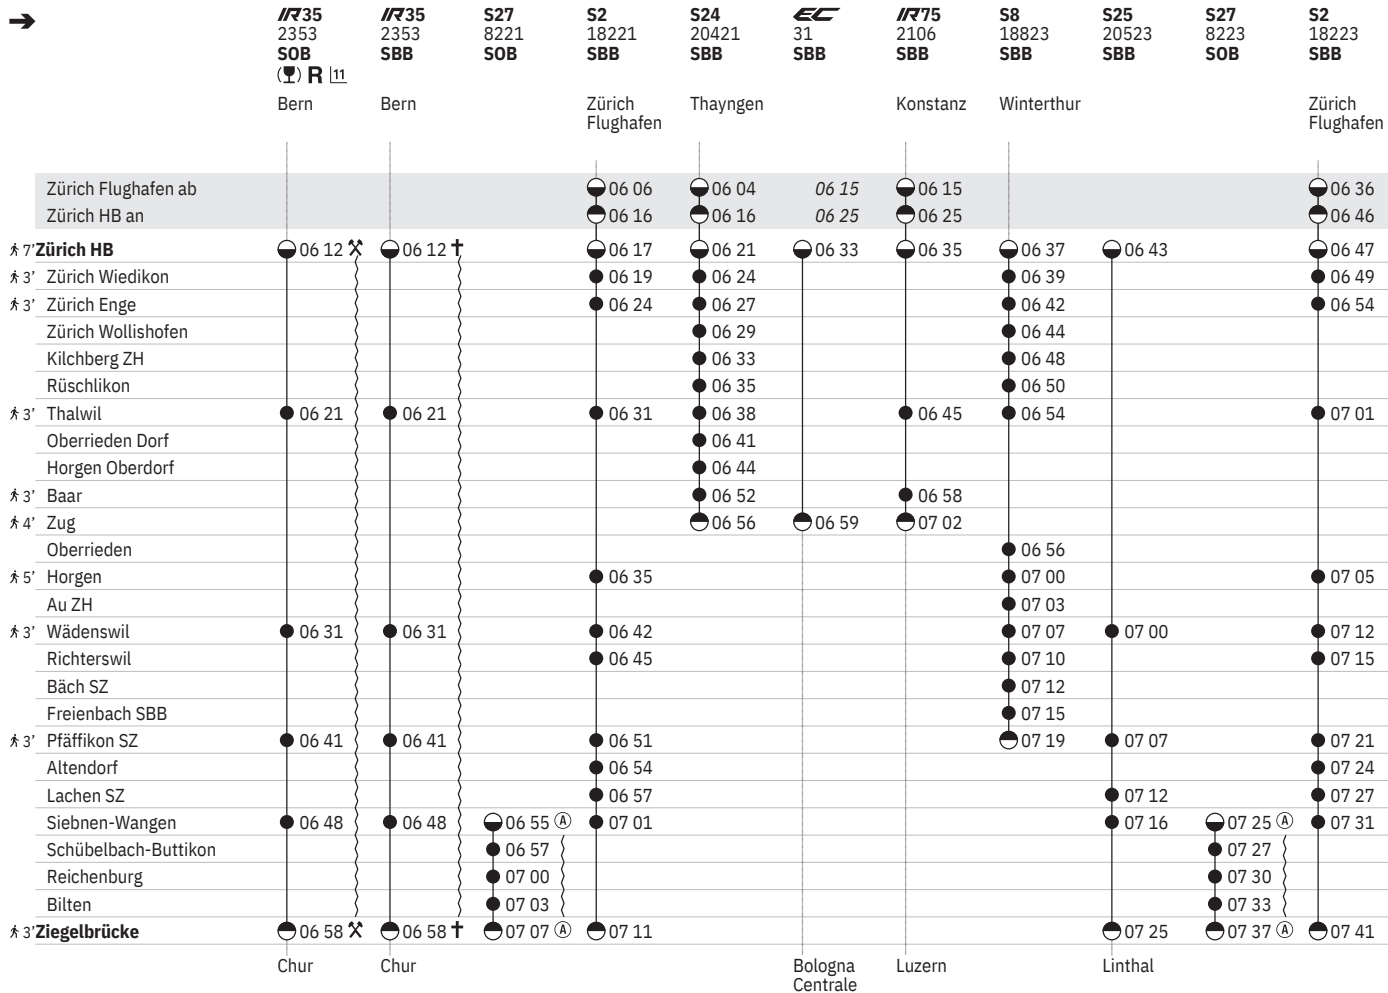 IR35 IR35 S27 S2 S24 EC IR75 S8 S25 S27 S2
2353 2353 8221 18221 20421 31 2106 18823 20523 8223 18223
SOB SBB SOB SBB SBB SBB SBB SBB SBB SOB SBB
R 11
Bern Bern Zürich Thayngen Konstanz Winterthur Zürich
Flughafen Flughafen
Zürich Flughafen ab 06 06 06 04 06 15 06 15 06 36
Zürich HB an 06 16 06 16 06 25 06 25 06 46
7' Zürich HB 06 12 06 12 06 17 06 21 06 33 06 35 06 37 06 43 06 47
3' Zürich Wiedikon 06 19 06 24 06 39 06 49
3' Zürich Enge 06 24 06 27 06 42 06 54
Zürich Wollishofen 06 29 06 44
Kilchberg ZH 06 33 06 48
Rüschlikon 06 35 06 50
3' Thalwil 06 21 06 21 06 31 06 38 06 45 06 54 07 01
Oberrieden Dorf 06 41
Horgen Oberdorf 06 44
3' Baar 06 52 06 58
4' Zug 06 56 06 59 07 02
Oberrieden 06 56
5' Horgen 06 35 07 00 07 05
Au ZH 07 03
3' Wädenswil 06 31 06 31 06 42 07 07 07 00 07 12
Richterswil 06 45 07 10 07 15
Bäch SZ 07 12
Freienbach SBB 07 15
3' Pfäffikon SZ 06 41 06 41 06 51 07 19 07 07 07 21
Altendorf 06 54 07 24
Lachen SZ 06 57 07 12 07 27
Siebnen-Wangen 06 48 06 48 06 55 Ⓐ 07 01 07 16 07 25 Ⓐ 07 31
Schübelbach-Buttikon 06 57 07 27
Reichenburg 07 00 07 30
Bilten 07 03 07 33
3' Ziegelbrücke 06 58 06 58 07 07 Ⓐ 07 11 07 25 07 37 Ⓐ 07 41
Chur Chur Bologna Luzern Linthal
Centrale